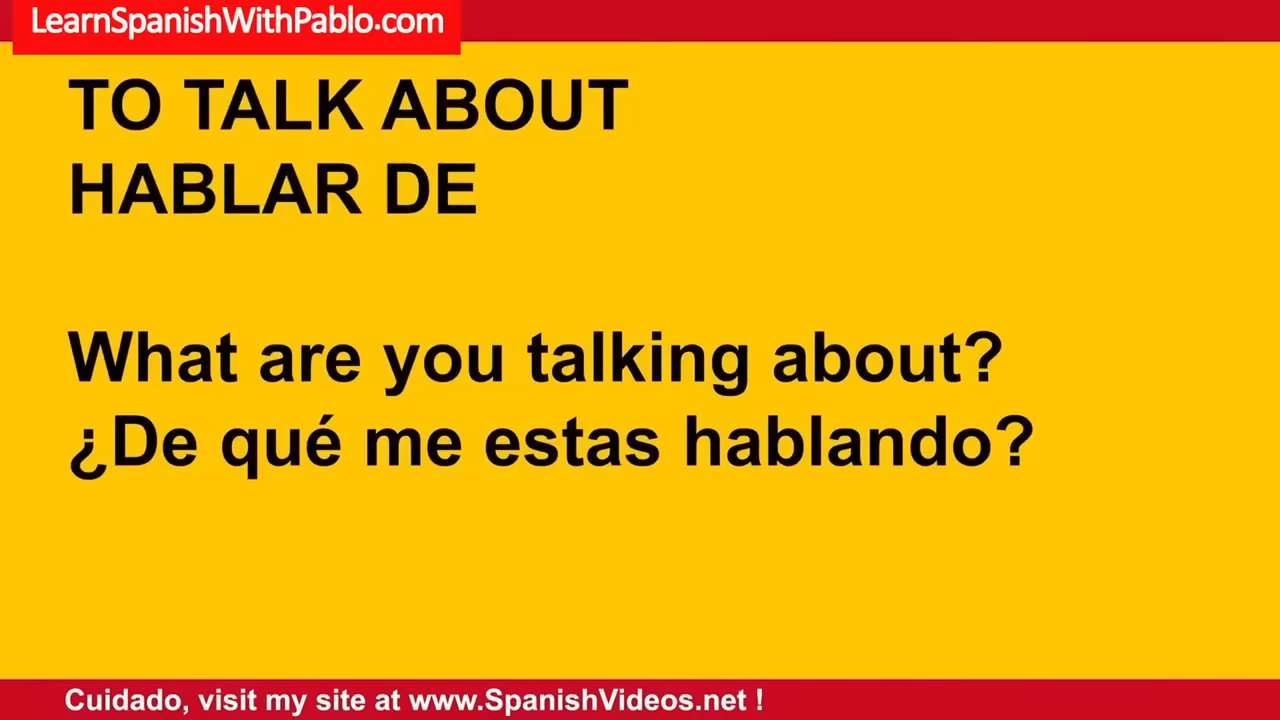 LearnSpanishWithPablo.com
TO TALK ABOUT
HABLAR DE
What are you talking about?
¿De qué me estas hablando?
Cuidado, visit my site at www.SpanishVideos.net !